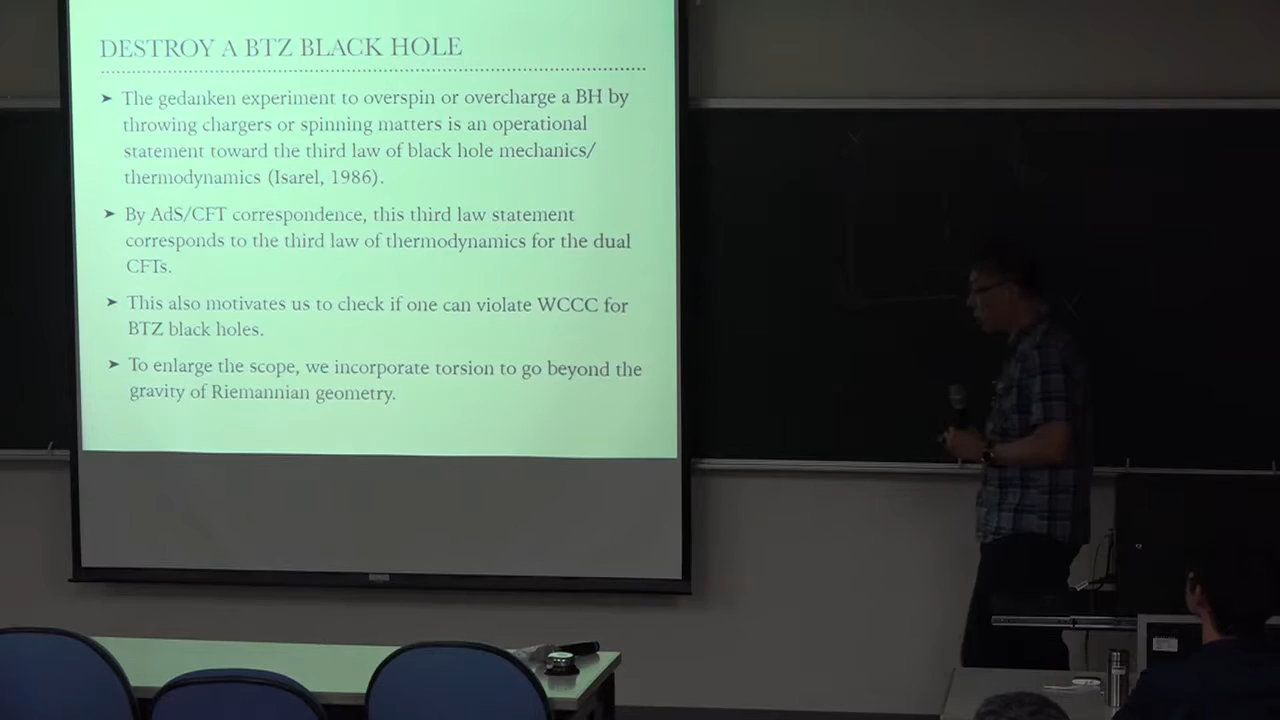 DESTROY A BTZ BLACK HOLE
➤ The gedanken experiment to overspin or overcharge a BH by
throwing chargers or spinning matters is an operational
statement toward the third law of black hole mechanics/
thermodynamics (Isarel, 1986).
➤ By AdS/CFT correspondence, this third law statement
corresponds to the third law of thermodynamics for the dual
CFTs.
➤ This also motivates us to check if one can violate WCCC for
BTZ black holes.
➤ To enlarge the scope, we incorporate torsion to go beyond the
gravity of Riemannian geometry.